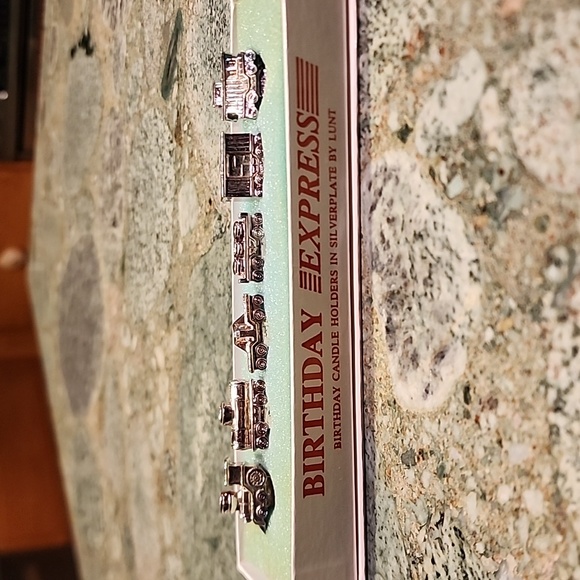 BIRTHDAY EXPRESS
BIRTHDAY CANDLE HOLDERS IN SILVERPLATE BY LUNT